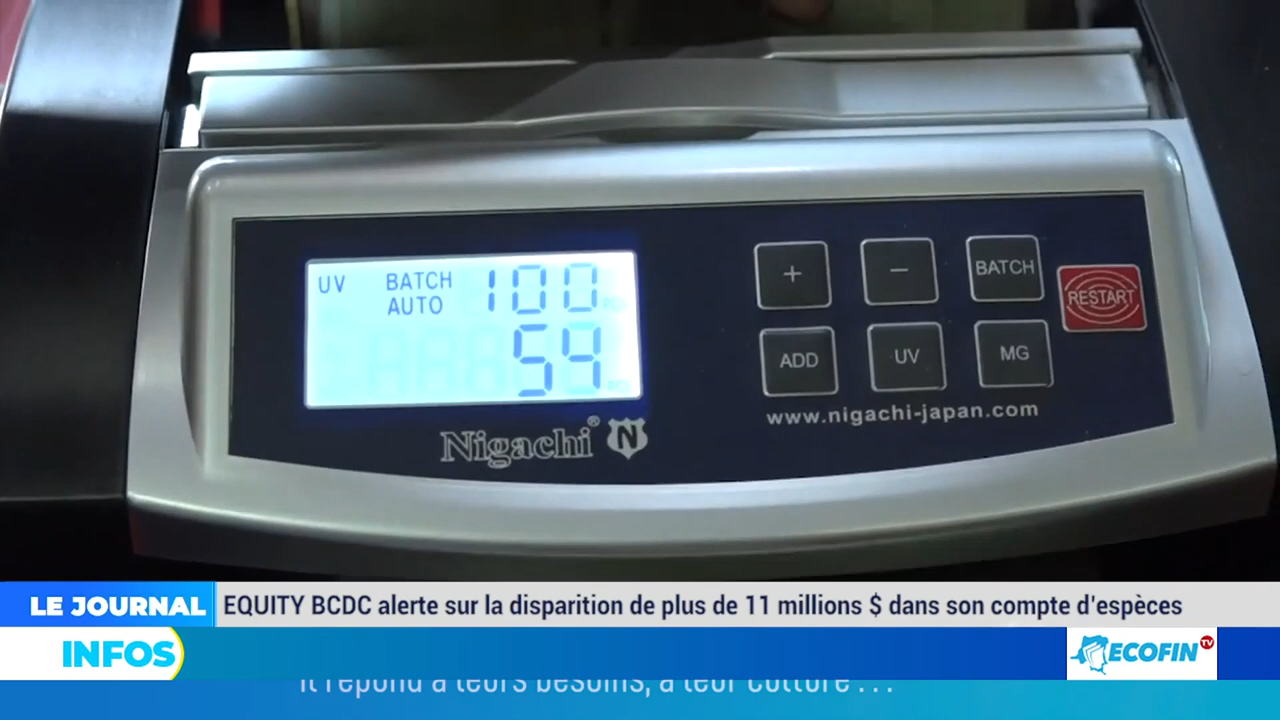 UV BATCH 100
AUTO
54
Nigachi® N
+ − BATCH
RESTART
ADD UV MG
www.nigachi-japan.com
LE JOURNAL
EQUITY BCDC alerte sur la disparition de plus de 11 millions $ dans son compte d'espèces
INFOS
ECOFIN TV
Il répond à leurs besoins, à leur culture ...